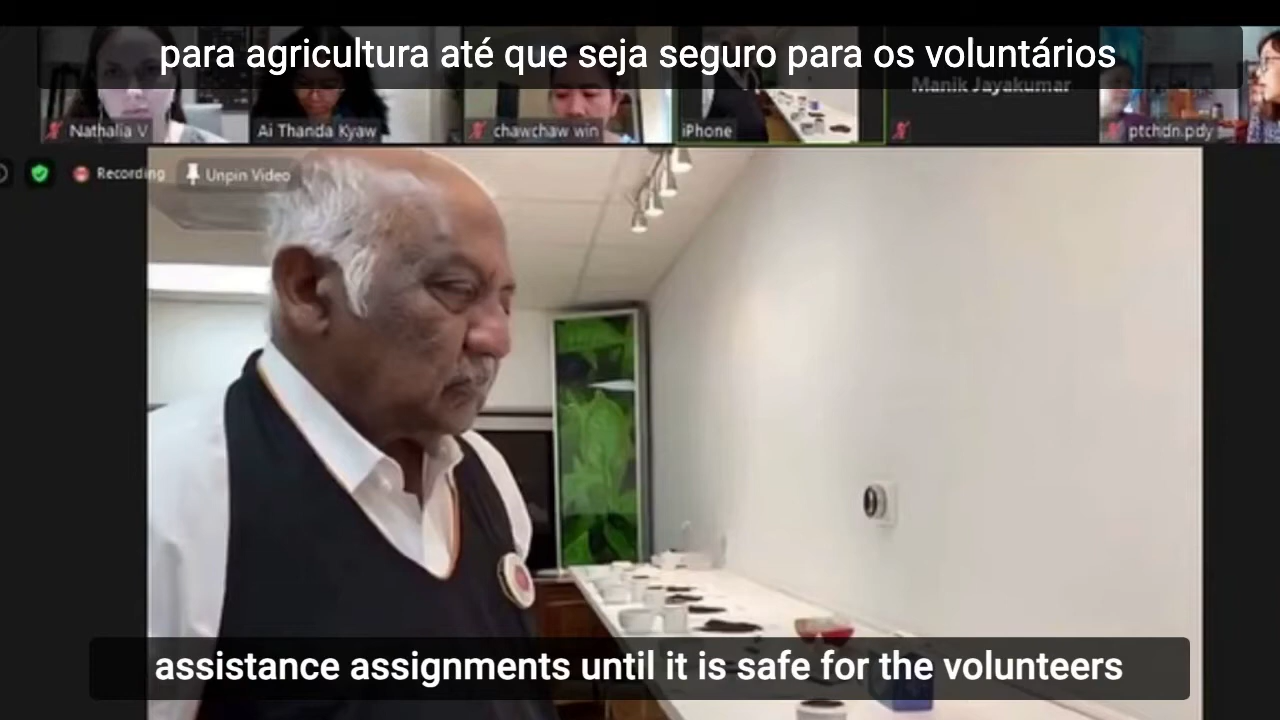 para agricultura até que seja seguro para os voluntários
Manik Jayakumar
Nathalia V
Ai Thanda Kyaw
chawchaw win
iPhone
ptchdn.pdy
Recording
Unpin Video
assistance assignments until it is safe for the volunteers